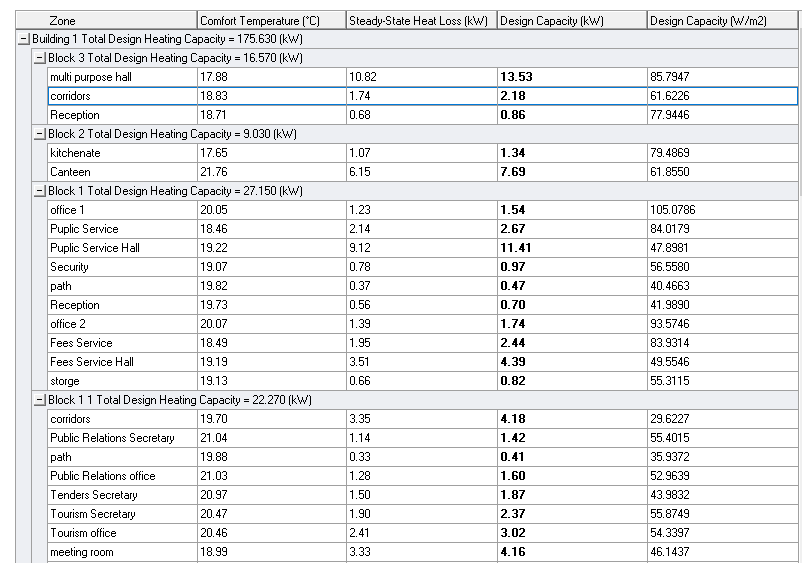 Zone Comfort Temperature (°C) Steady-State Heat Loss (kW) Design Capacity (kW) Design Capacity (W/m2)
Building 1 Total Design Heating Capacity = 175.630 (kW)
Block 3 Total Design Heating Capacity = 16.570 (kW)
multi purpose hall 17.88 10.82 13.53 85.7947
corridors 18.83 1.74 2.18 61.6226
Reception 18.71 0.68 0.86 77.9446
Block 2 Total Design Heating Capacity = 9.030 (kW)
kitchenate 17.65 1.07 1.34 79.4869
Canteen 21.76 6.15 7.69 61.8550
Block 1 Total Design Heating Capacity = 27.150 (kW)
office 1 20.05 1.23 1.54 105.0786
Puplic Service 18.46 2.14 2.67 84.0179
Puplic Service Hall 19.22 9.12 11.41 47.8981
Security 19.07 0.78 0.97 56.5580
path 19.82 0.37 0.47 40.4663
Reception 19.73 0.56 0.70 41.9890
office 2 20.07 1.39 1.74 93.5746
Fees Service 18.49 1.95 2.44 83.9314
Fees Service Hall 19.19 3.51 4.39 49.5546
storge 19.13 0.66 0.82 55.3115
Block 1 1 Total Design Heating Capacity = 22.270 (kW)
corridors 19.70 3.35 4.18 29.6227
Public Relations Secretary 21.04 1.14 1.42 55.4015
path 19.88 0.33 0.41 35.9372
Public Relations office 21.03 1.28 1.60 52.9639
Tenders Secretary 20.97 1.50 1.87 43.9832
Tourism Secretary 20.47 1.90 2.37 55.8749
Tourism office 20.46 2.41 3.02 54.3397
meeting room 18.99 3.33 4.16 46.1437